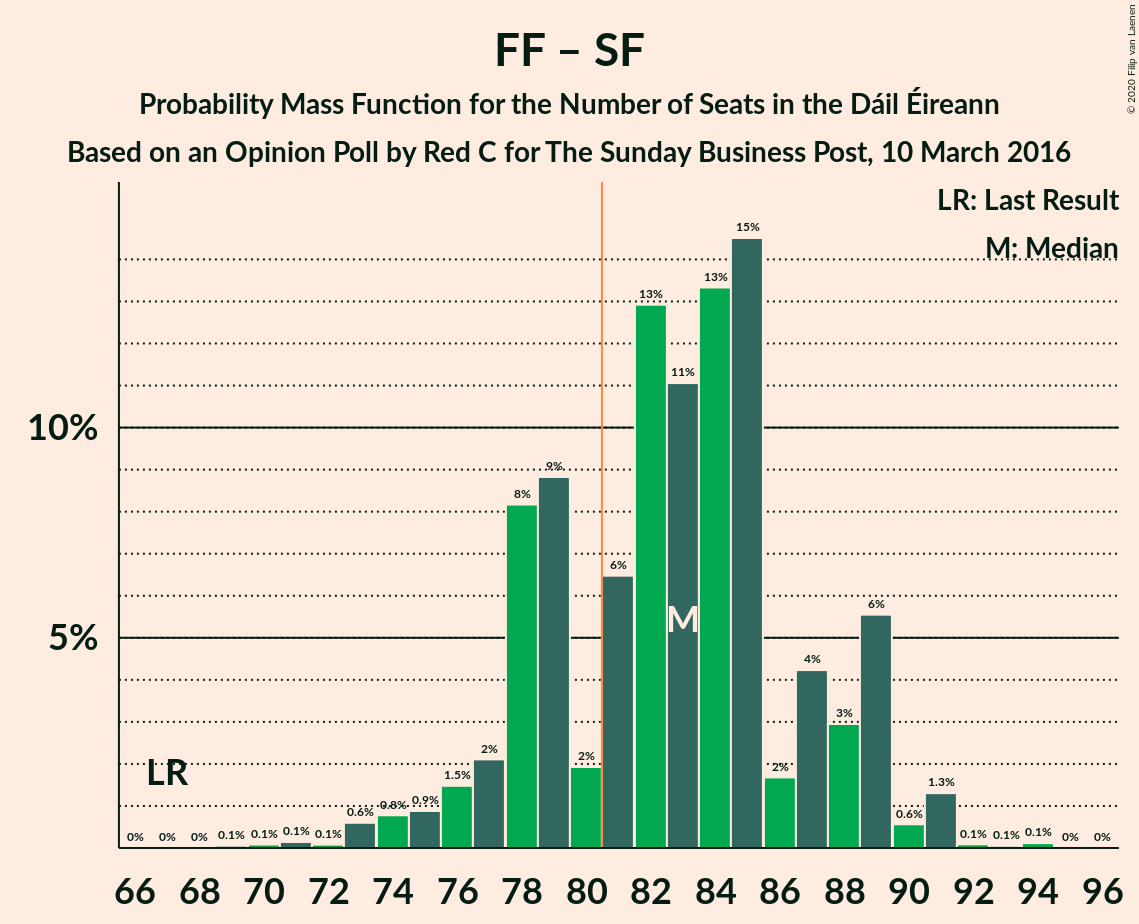 FF – SF
Probability Mass Function for the Number of Seats in the Dáil Éireann
Based on an Opinion Poll by Red C for The Sunday Business Post, 10 March 2016
© 2020 Filip van Laenen
LR: Last Result
M: Median
10%
5%
LR
M
0% 0% 0% 0.1% 0.1% 0.1% 0.1% 0.6% 0.8% 0.9% 1.5% 2% 8% 9% 2% 6% 13% 11% 13% 15% 2% 4% 3% 6% 0.6% 1.3% 0.1% 0.1% 0.1% 0% 0%
66 68 70 72 74 76 78 80 82 84 86 88 90 92 94 96